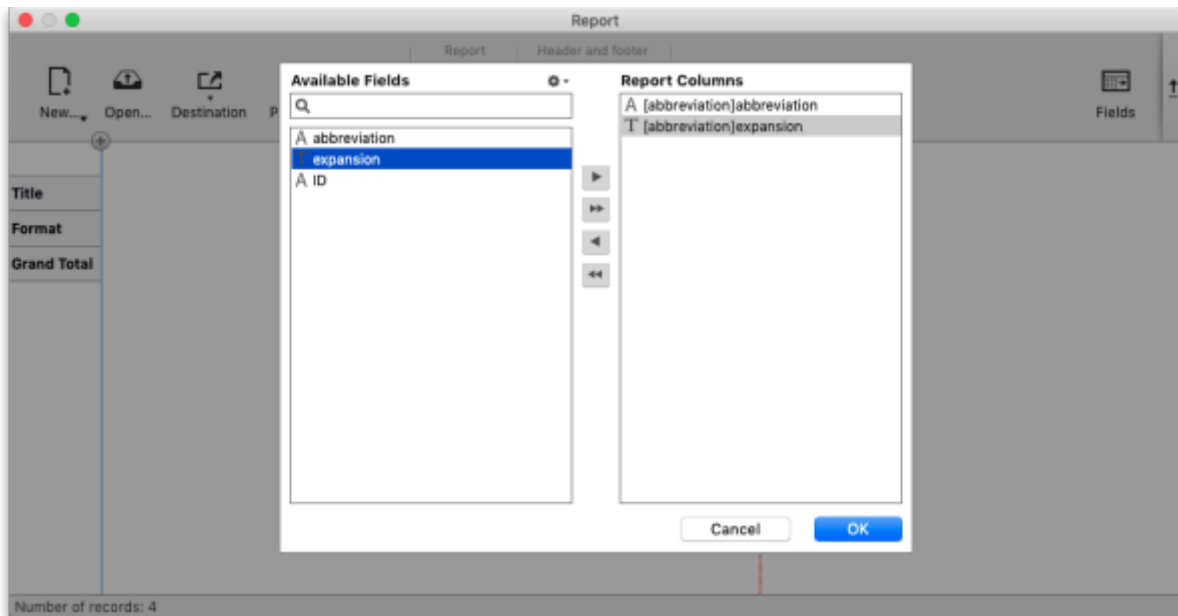 Report
Report Header and footer
New... Open... Destination P Fields
Title
Format
Grand Total
Available Fields
A abbreviation
T expansion
A ID
Report Columns
A [abbreviation]abbreviation
T [abbreviation]expansion
Cancel OK
Number of records: 4